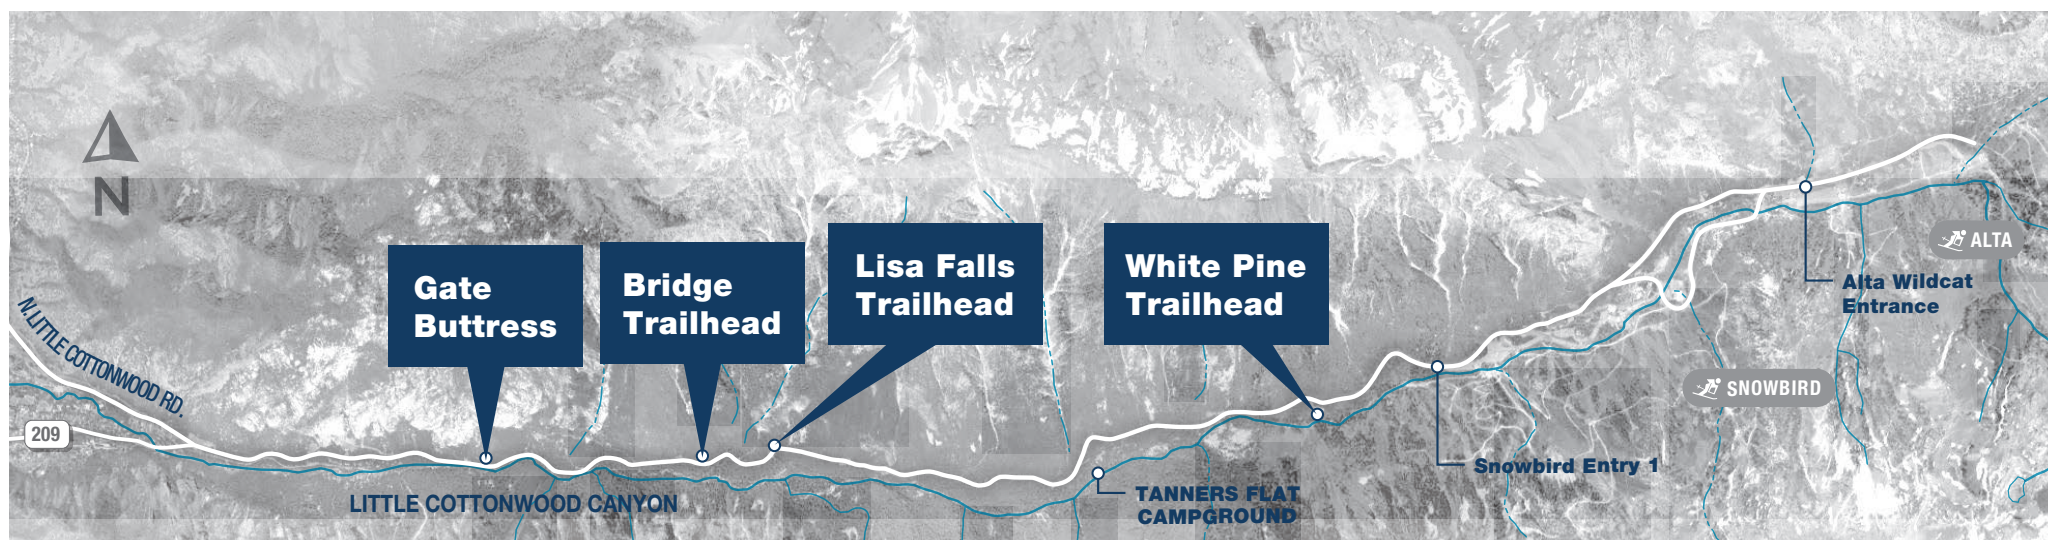 N
N. LITTLE COTTONWOOD RD.
209
Gate
Buttress
Bridge
Trailhead
Lisa Falls
Trailhead
White Pine
Trailhead
LITTLE COTTONWOOD CANYON
TANNERS FLAT
CAMPGROUND
Snowbird Entry 1
SNOWBIRD
Alta Wildcat
Entrance
ALTA